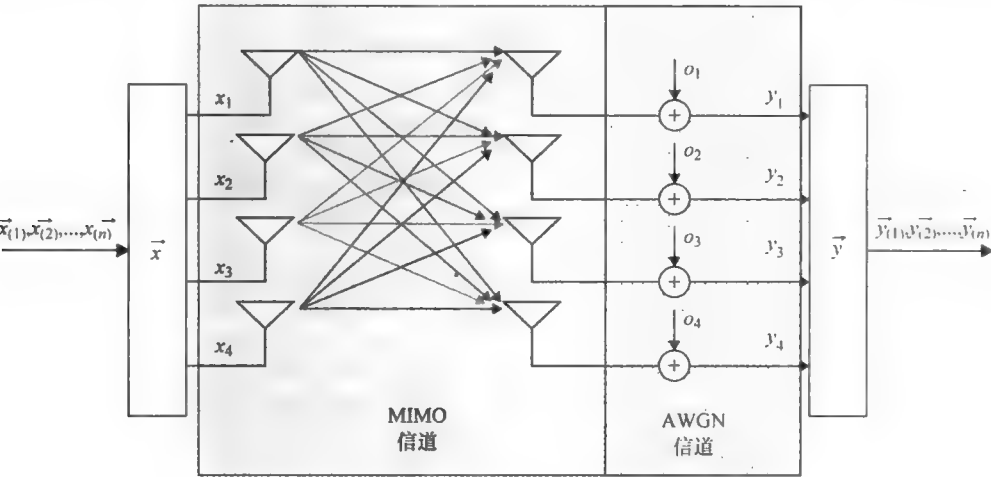 x₁
x₂
x₃
x₄
x⃗(1),x⃗(2),...,x⃗(n)
x⃗
MIMO
信道
o₁
o₂
o₃
o₄
AWGN
信道
y₁
y₂
y₃
y₄
y⃗
y⃗(1),y⃗(2),...,y⃗(n)